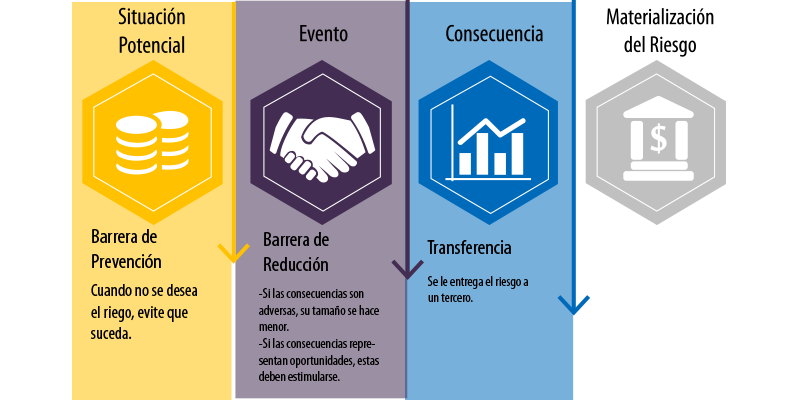 Situación
Potencial
Barrera de
Prevención
Cuando no se desea
el riego, evite que
suceda.
Evento
Barrera de
Reducción
-Si las consecuencias son
adversas, su tamaño se hace
menor.
-Si las consecuencias repre-
sentan oportunidades, estas
deben estimularse.
Consecuencia
Transferencia
Se le entrega el riesgo a
un tercero.
Materialización
del Riesgo
$